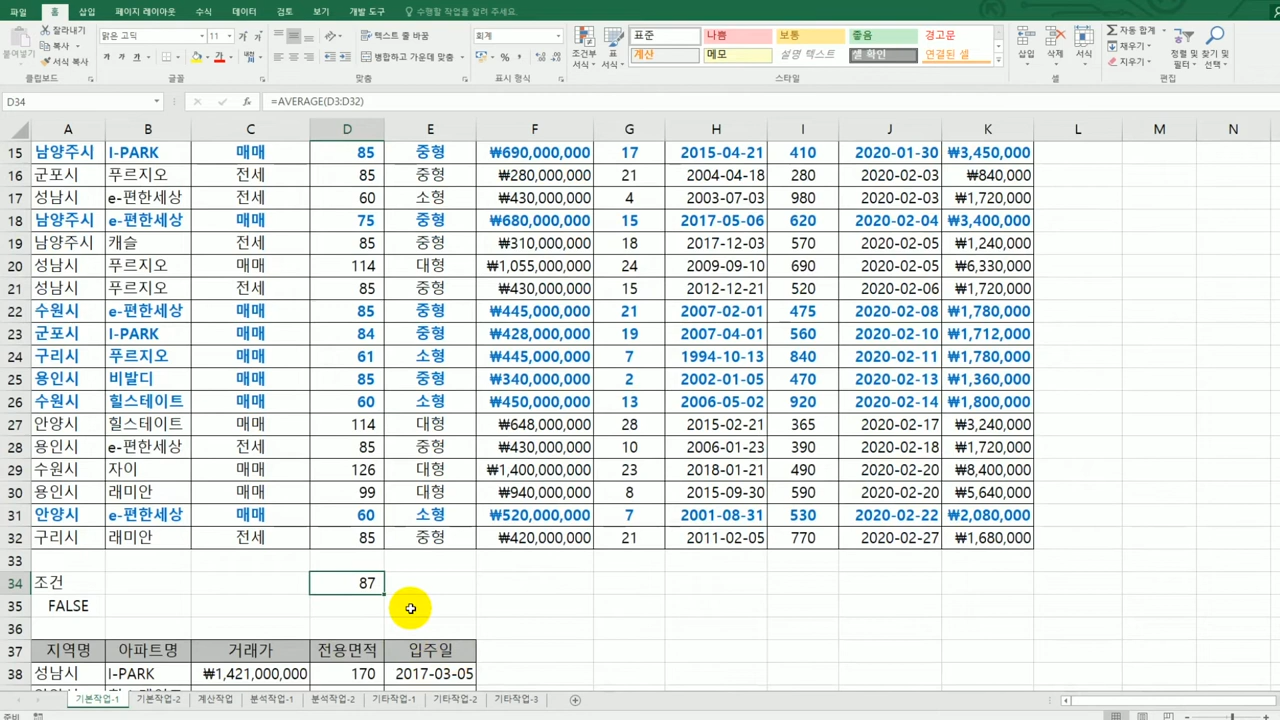 파일 홈 삽입 페이지 레이아웃 수식 데이터 검토 보기 개발 도구 수행할 작업을 알려 주세요.
붙여넣기 잘라내기 맑은 고딕 11 텍스트 줄 바꿈 회계 조건부 서식 표 서식 표준 나쁨 보통 좋음 경고문 삽입 삭제 서식 자동 합계 정렬 및 필터 찾기 및 선택
복사 채우기
서식 복사 가 가 가 병합하고 가운데 맞춤 % 계산 메모 설명 텍스트 셀 확인 연결된 셀 지우기
클립보드 글꼴 맞춤 표시 형식 스타일 셀 편집
D34 fx =AVERAGE(D3:D32)
A B C D E F G H I J K L M N
15 남양주시 I-PARK 매매 85 중형 ₩690,000,000 17 2015-04-21 410 2020-01-30 ₩3,450,000
16 군포시 푸르지오 전세 85 중형 ₩280,000,000 21 2004-04-18 280 2020-02-03 ₩840,000
17 성남시 e-편한세상 전세 60 소형 ₩430,000,000 4 2003-07-03 980 2020-02-03 ₩1,720,000
18 남양주시 e-편한세상 매매 75 중형 ₩680,000,000 15 2017-05-06 620 2020-02-04 ₩3,400,000
19 남양주시 캐슬 전세 85 중형 ₩310,000,000 18 2017-12-03 570 2020-02-05 ₩1,240,000
20 성남시 푸르지오 매매 114 대형 ₩1,055,000,000 24 2009-09-10 690 2020-02-05 ₩6,330,000
21 성남시 푸르지오 전세 85 중형 ₩430,000,000 15 2012-12-21 520 2020-02-06 ₩1,720,000
22 수원시 e-편한세상 매매 85 중형 ₩445,000,000 21 2007-02-01 475 2020-02-08 ₩1,780,000
23 군포시 I-PARK 매매 84 중형 ₩428,000,000 19 2007-04-01 560 2020-02-10 ₩1,712,000
24 구리시 푸르지오 매매 61 소형 ₩445,000,000 7 1994-10-13 840 2020-02-11 ₩1,780,000
25 용인시 비발디 매매 85 중형 ₩340,000,000 2 2002-01-05 470 2020-02-13 ₩1,360,000
26 수원시 힐스테이트 매매 60 소형 ₩450,000,000 13 2006-05-02 920 2020-02-14 ₩1,800,000
27 안양시 힐스테이트 매매 114 대형 ₩648,000,000 28 2015-02-21 365 2020-02-17 ₩3,240,000
28 용인시 e-편한세상 전세 85 중형 ₩430,000,000 10 2006-01-23 390 2020-02-18 ₩1,720,000
29 수원시 자이 매매 126 대형 ₩1,400,000,000 23 2018-01-21 490 2020-02-20 ₩8,400,000
30 용인시 래미안 매매 99 대형 ₩940,000,000 8 2015-09-30 590 2020-02-20 ₩5,640,000
31 안양시 e-편한세상 매매 60 소형 ₩520,000,000 7 2001-08-31 530 2020-02-22 ₩2,080,000
32 구리시 래미안 전세 85 중형 ₩420,000,000 21 2011-02-05 770 2020-02-27 ₩1,680,000
33
34 조건 87
35 FALSE
36
37 지역명 아파트명 거래가 전용면적 입주일
38 성남시 I-PARK ₩1,421,000,000 170 2017-03-05
기본작업-1 기본작업-2 계산작업 분석작업-1 분석작업-2 기타작업-1 기타작업-2 기타작업-3
준비